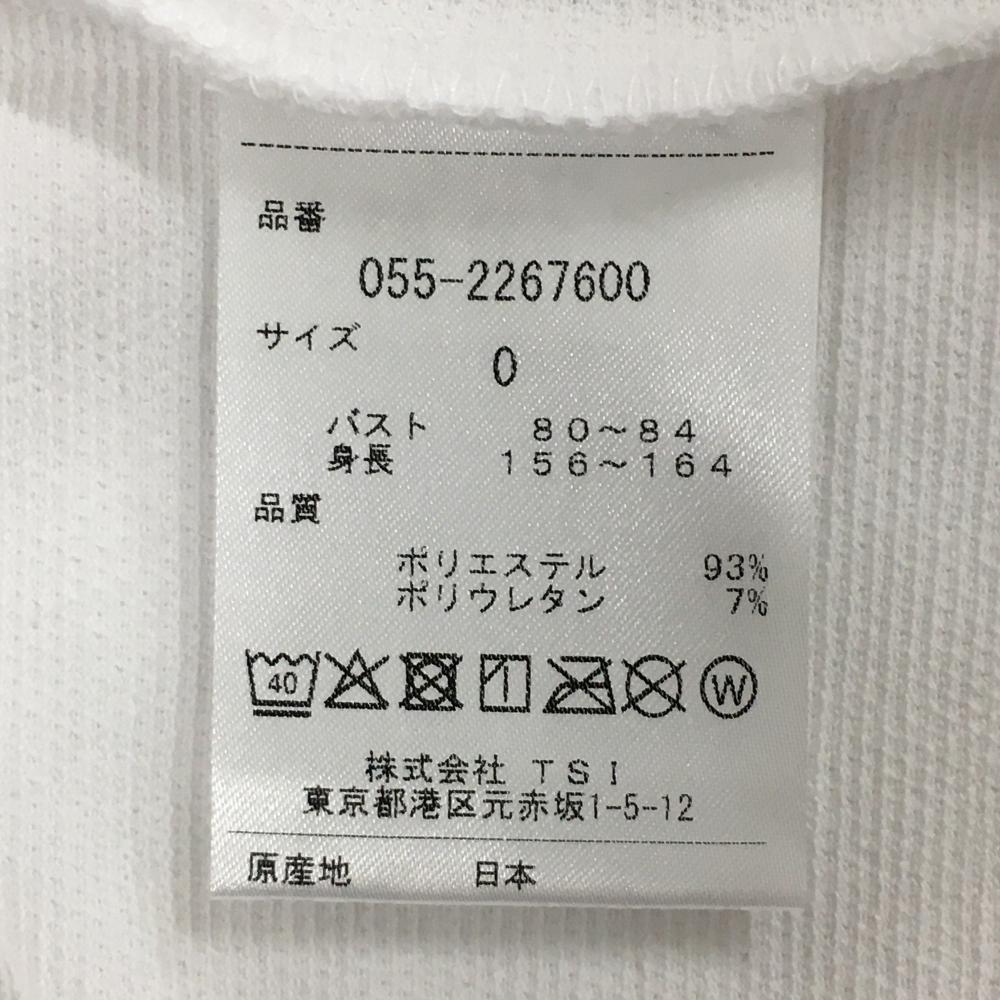 品番
055-2267600
サイズ
0
バスト 80～84
身長 156～164
品質
ポリエステル 93%
ポリウレタン 7%
40 W
株式会社 TSI
東京都港区元赤坂1-5-12
原産地 日本